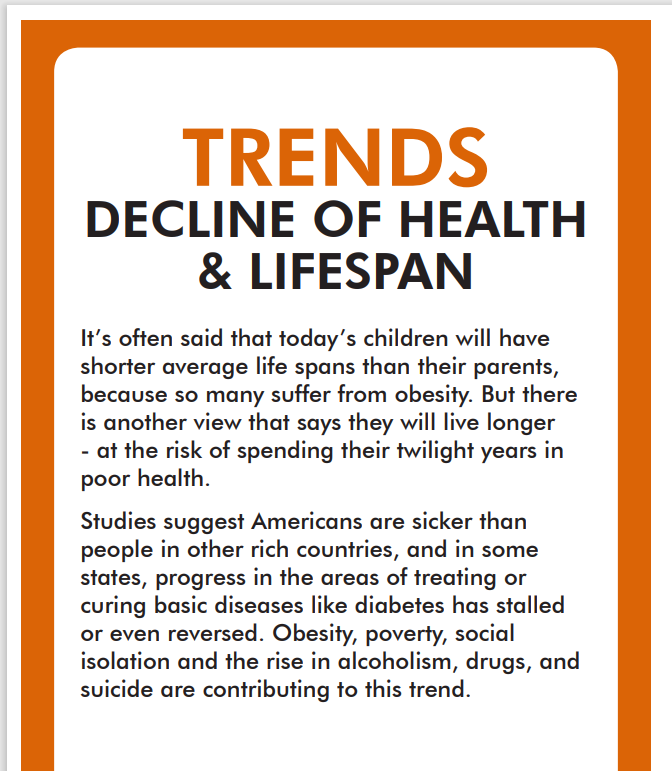 TRENDS
DECLINE OF HEALTH
& LIFESPAN
It’s often said that today’s children will have
shorter average life spans than their parents,
because so many suffer from obesity. But there
is another view that says they will live longer
- at the risk of spending their twilight years in
poor health.
Studies suggest Americans are sicker than
people in other rich countries, and in some
states, progress in the areas of treating or
curing basic diseases like diabetes has stalled
or even reversed. Obesity, poverty, social
isolation and the rise in alcoholism, drugs, and
suicide are contributing to this trend.